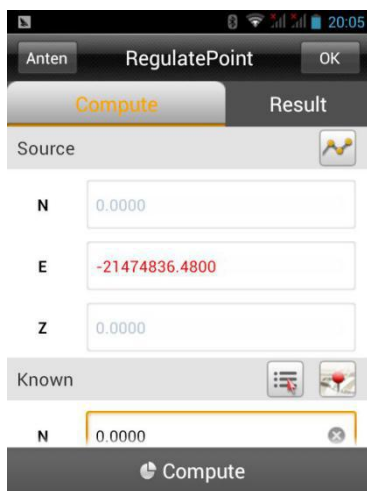 20:05
Anten RegulatePoint OK
Compute Result
Source
N 0.0000
E -21474836.4800
Z 0.0000
Known
N 0.0000
Compute